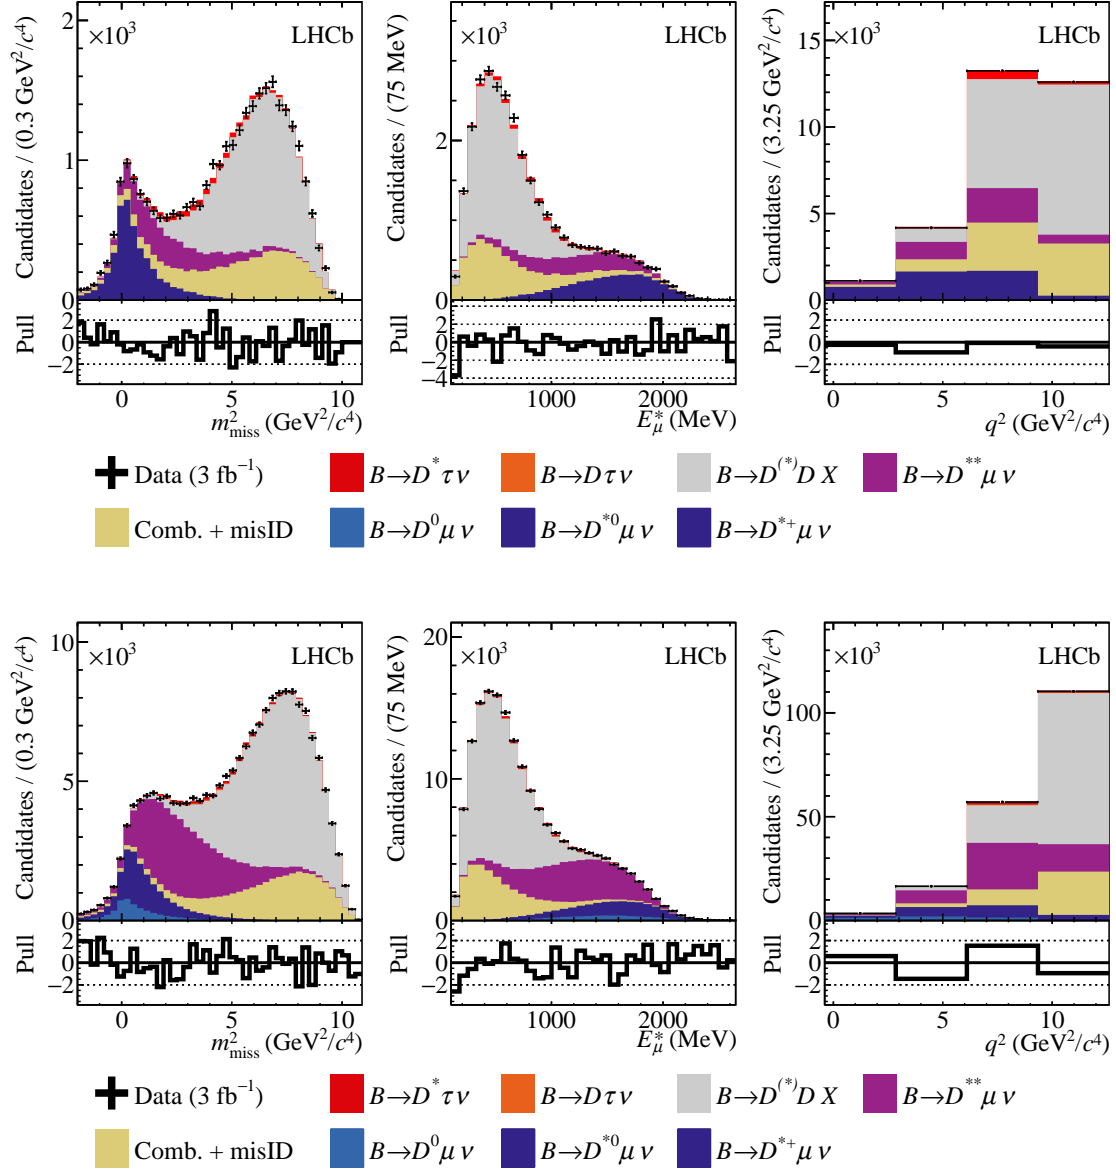 ×10³ LHCb
Candidates / (0.3 GeV²/c⁴)
2
1
0
Pull
2
0
−2
0 5 10
m²miss (GeV²/c⁴)
×10³ LHCb
Candidates / (75 MeV)
2
0
Pull
4
2
0
−2
−4
1000 2000
E*μ (MeV)
×10³ LHCb
Candidates / (3.25 GeV²/c⁴)
15
10
5
0
Pull
2
0
−2
0 5 10
q² (GeV²/c⁴)
Data (3 fb⁻¹) B→D*τν B→Dτν B→D(*)DX B→D**μν
Comb. + misID B→D⁰μν B→D*⁰μν B→D*⁺μν
×10³ LHCb
Candidates / (0.3 GeV²/c⁴)
10
5
0
Pull
2
0
−2
0 5 10
m²miss (GeV²/c⁴)
×10³ LHCb
Candidates / (75 MeV)
20
10
0
Pull
2
0
−2
1000 2000
E*μ (MeV)
×10³ LHCb
Candidates / (3.25 GeV²/c⁴)
100
50
0
Pull
2
0
−2
0 5 10
q² (GeV²/c⁴)
Data (3 fb⁻¹) B→D*τν B→Dτν B→D(*)DX B→D**μν
Comb. + misID B→D⁰μν B→D*⁰μν B→D*⁺μν